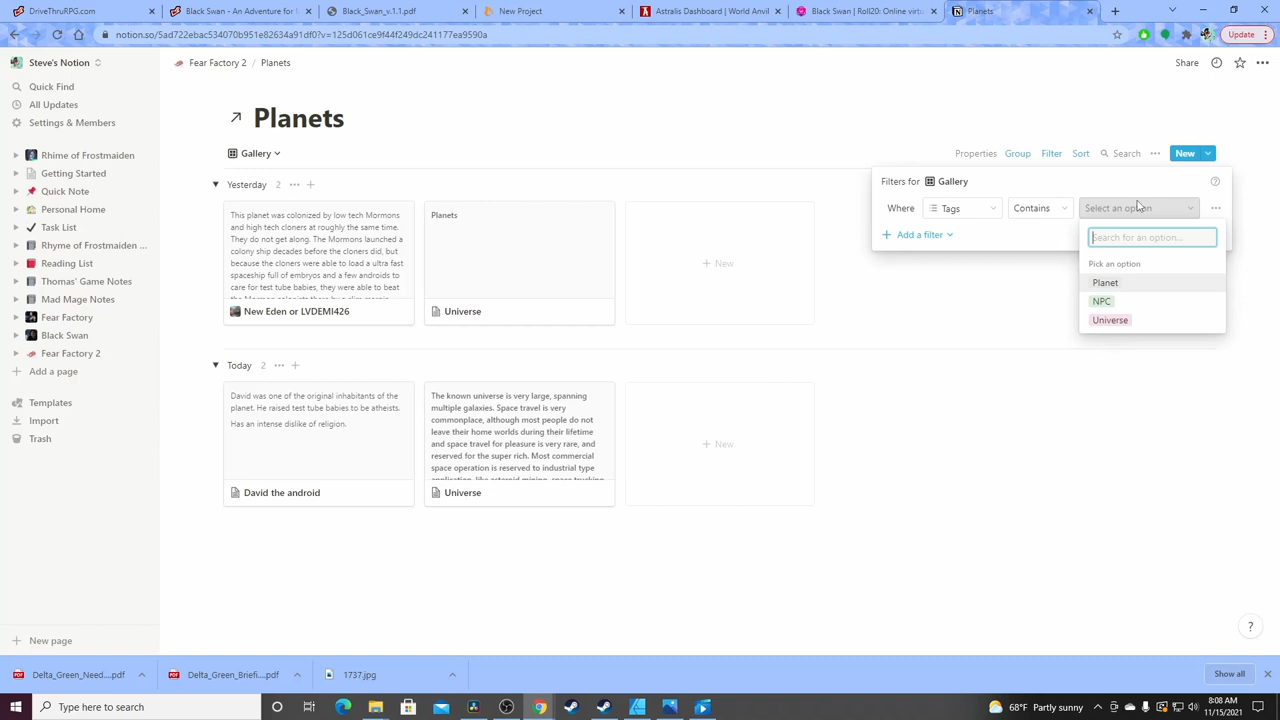 DriveThruRPG.com
Black Swan - An Adventure for
Black_Swan_v.1.1.pdf
New Project
Astralis Dashboard | World Anvil
Black Swan | Roll20: Online virtu
Planets
notion.so/5ad722ebac534070b951e82634a91df0?v=125d061ce9f44f249dc241177ea9590a
Update
Steve's Notion
Fear Factory 2 / Planets
Share
Quick Find
All Updates
Settings & Members
Rhime of Frostmaiden
Getting Started
Quick Note
Personal Home
Task List
Rhyme of Frostmaiden ...
Reading List
Thomas' Game Notes
Mad Mage Notes
Fear Factory
Black Swan
Fear Factory 2
Add a page
Templates
Import
Trash
New page
Planets
Gallery
Properties Group Filter Sort Search New
Filters for Gallery
Where Tags Contains Select an option
Add a filter
Search for an option...
Pick an option
Planet
NPC
Universe
Yesterday 2
This planet was colonized by low tech Mormons
and high tech cloners at roughly the same time.
They do not get along. The Mormons launched a
colony ship decades before the cloners did, but
because the cloners were able to load a ultra fast
spaceship full of embryos and a few androids to
care for test tube babies, they were able to beat
New Eden or LVDEMI426
Planets
Universe
+ New
Today 2
David was one of the original inhabitants of the
planet. He raised test tube babies to be atheists.
Has an intense dislike of religion.
David the android
The known universe is very large, spanning
multiple galaxies. Space travel is very
commonplace, although most people do not
leave their home worlds during their lifetime
and space travel for pleasure is very rare, and
reserved for the super rich. Most commercial
space operation is reserved to industrial type
Universe
+ New
?
Delta_Green_Need....pdf
Delta_Green_Briefi....pdf
1737.jpg
Show all
Type here to search
68°F Partly sunny
8:08 AM
11/15/2021